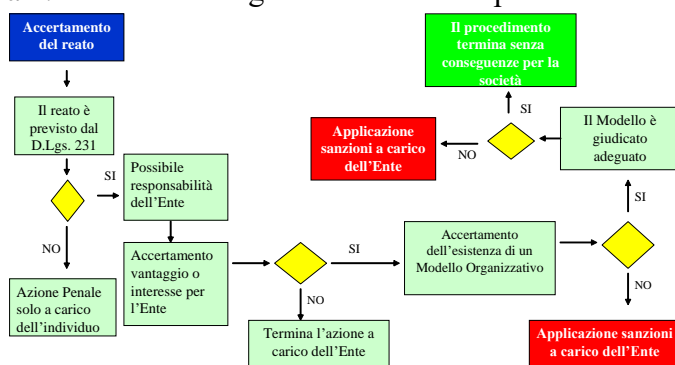 Accertamento
del reato
Il reato è
previsto dal
D.Lgs. 231
SI
NO
Azione Penale
solo a carico
dell'individuo
Possibile
responsabilità
dell'Ente
Accertamento
vantaggio o
interesse per
l'Ente
SI
NO
Termina l'azione a
carico dell'Ente
Accertamento
dell'esistenza di un
Modello Organizzativo
SI
NO
Applicazione sanzioni
a carico dell'Ente
Il Modello è
giudicato
adeguato
SI
NO
Applicazione
sanzioni a carico
dell'Ente
Il procedimento
termina senza
conseguenze per la
società